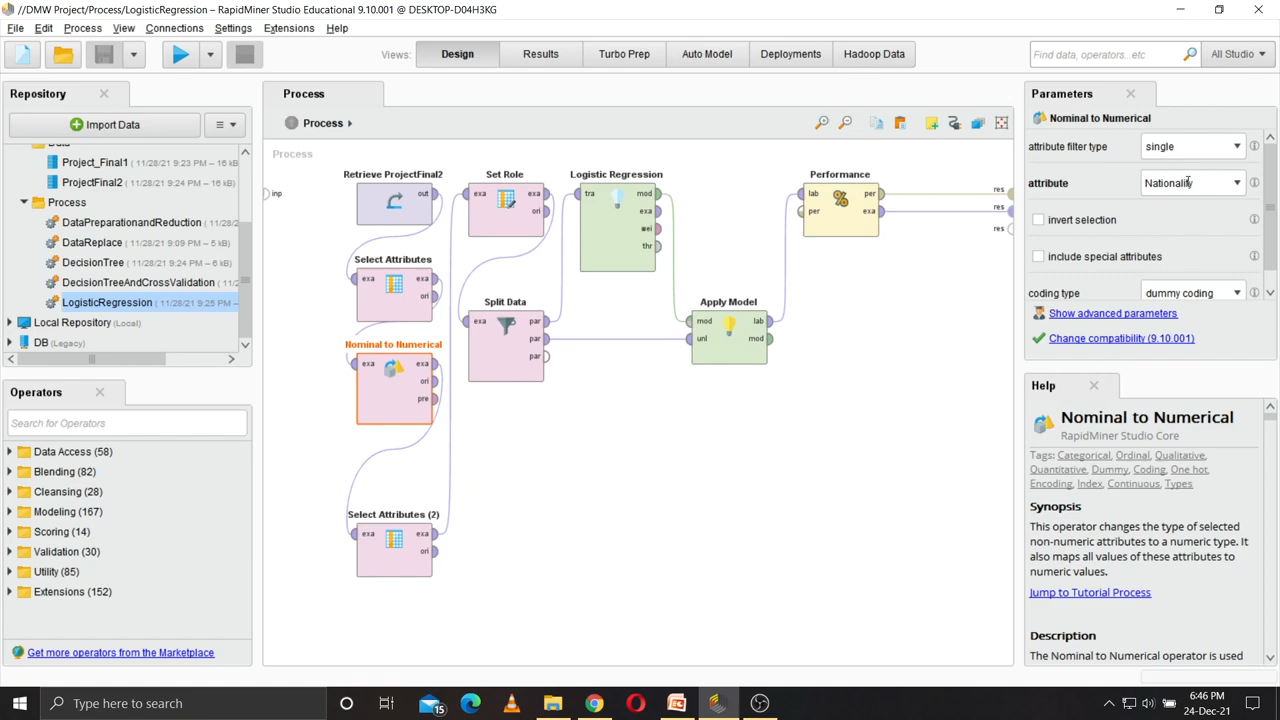 //DMW Project/Process/LogisticRegression – RapidMiner Studio Educational 9.10.001 @ DESKTOP-D04H3KG
File Edit Process View Connections Settings Extensions Help
Views: Design Results Turbo Prep Auto Model Deployments Hadoop Data Find data, operators...etc All Studio
Repository
Import Data
Data
Project_Final1 (11/28/21 9:23 PM – 16 kB
ProjectFinal2 (11/28/21 9:24 PM – 16 kB)
Process
DataPreparationandReduction (11/28/2
DataReplace (11/28/21 9:09 PM – 5 kB)
DecisionTree (11/28/21 9:24 PM – 6 kB)
DecisionTreeAndCrossValidation (11/2
LogisticRegression (11/28/21 9:25 PM –
Local Repository (Local)
DB (Legacy)
Operators
Search for Operators
Data Access (58)
Blending (82)
Cleansing (28)
Modeling (167)
Scoring (14)
Validation (30)
Utility (85)
Extensions (152)
Get more operators from the Marketplace
Process
Process
Process
inp
Retrieve ProjectFinal2
out
Set Role
exa exa
ori
Logistic Regression
tra mod
exa
wei
thr
Performance
lab per
per exa
res
res
res
Select Attributes
exa exa
ori
Split Data
exa par
par
par
Apply Model
mod lab
unl mod
Nominal to Numerical
exa exa
ori
pre
Select Attributes (2)
exa exa
ori
Parameters
Nominal to Numerical
attribute filter type single
attribute Nationality
invert selection
include special attributes
coding type dummy coding
Show advanced parameters
Change compatibility (9.10.001)
Help
Nominal to Numerical
RapidMiner Studio Core
Tags: Categorical, Ordinal, Qualitative,
Quantitative, Dummy, Coding, One hot,
Encoding, Index, Continuous, Types
Synopsis
This operator changes the type of selected
non-numeric attributes to a numeric type. It
also maps all values of these attributes to
numeric values.
Jump to Tutorial Process
Description
The Nominal to Numerical operator is used
Type here to search
15
6:46 PM
24-Dec-21